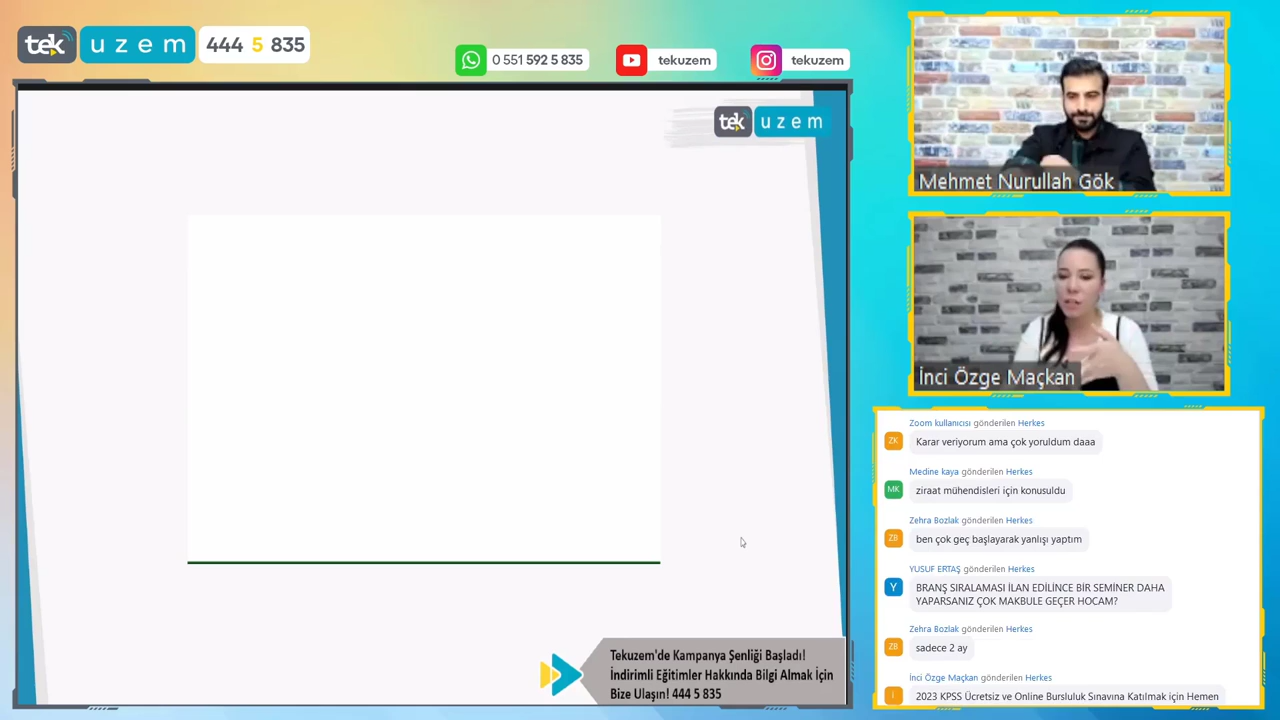 tek uzem 444 5 835
0 551 592 5 835
tekuzem
tekuzem
tek uzem
Mehmet Nurullah Gök
İnci Özge Maçkan
Zoom kullanıcısı gönderilen Herkes
ZK
Karar veriyorum ama çok yoruldum daaa
Medine kaya gönderilen Herkes
MK
ziraat mühendisleri için konusuldu
Zehra Bozlak gönderilen Herkes
ZB
ben çok geç başlayarak yanlışı yaptım
YUSUF ERTAŞ gönderilen Herkes
Y
BRANŞ SIRALAMASI İLAN EDİLİNCE BİR SEMİNER DAHA
YAPARSANIZ ÇOK MAKBULE GEÇER HOCAM?
Zehra Bozlak gönderilen Herkes
ZB
sadece 2 ay
İnci Özge Maçkan gönderilen Herkes
İ
2023 KPSS Ücretsiz ve Online Bursluluk Sınavına Katılmak için Hemen
Tekuzem'de Kampanya Şenliği Başladı!
İndirimli Eğitimler Hakkında Bilgi Almak İçin
Bize Ulaşın! 444 5 835